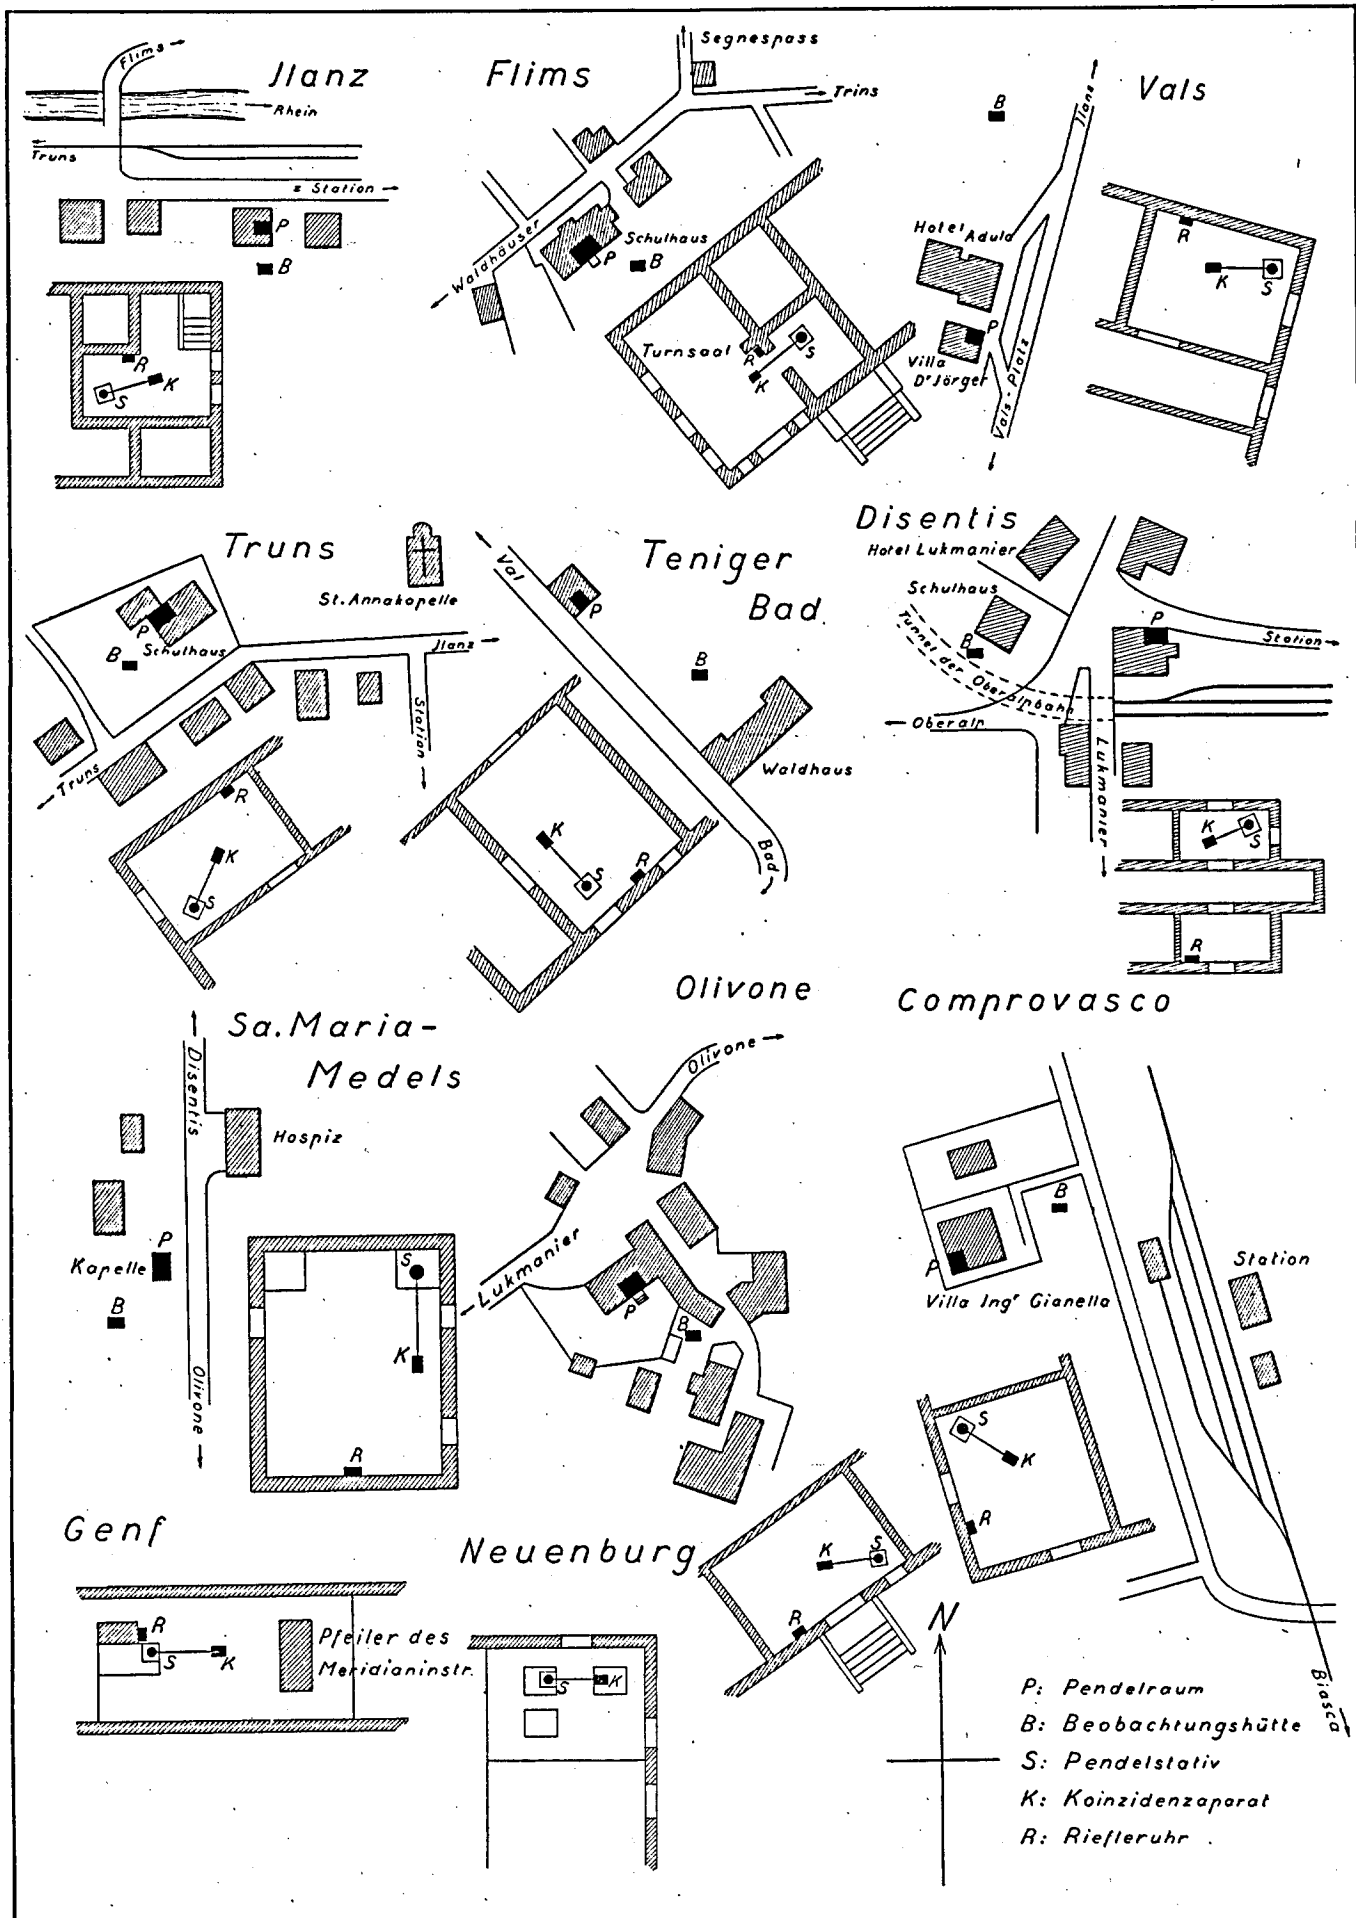 Jlanz
Flims
Rhein
Truns
z Station
P
B
R
S
K
Flims
Segnespass
Trins
Waldhäuser
Schulhaus
P
B
Turnsaal
R
S
K
Vals
B
Jlanz
Hotel Adula
P
Villa
Dr Jörger
Vals-Platz
R
K
S
Truns
St. Annakapelle
P
Schulhaus
B
Jlanz
Station
Truns
R
K
S
Teniger
Bad
Val
P
B
Waldhaus
Bad
K
S
R
Disentis
Hotel Lukmanier
Schulhaus
B
P
Station
Tunnel der Oberalpbahn
Oberalp
Lukmanier
K
S
R
Sa. Maria-
Medels
Disentis
Hospiz
P
Kapelle
B
Olivone
S
K
R
Olivone
Olivone
Lukmanier
P
B
K
S
R
Comprovasco
B
P
Villa Ingr Gianella
Station
S
K
R
Biasca
Genf
R
S
K
Pfeiler des
Meridianinstr.
Neuenburg
S
K
N
P: Pendelraum
B: Beobachtungshütte
S: Pendelstativ
K: Koinzidenzaparat
R: Riefleruhr